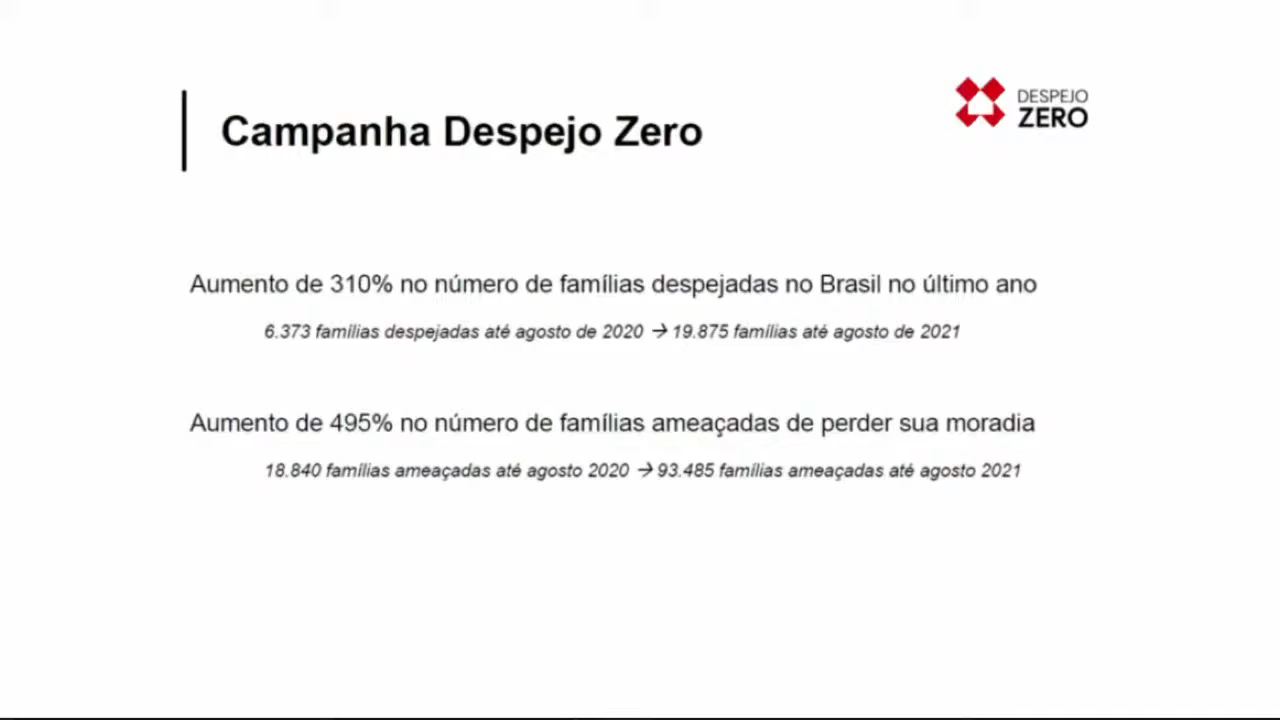 Campanha Despejo Zero
DESPEJO
ZERO
Aumento de 310% no número de famílias despejadas no Brasil no último ano
6.373 famílias despejadas até agosto de 2020 → 19.875 famílias até agosto de 2021
Aumento de 495% no número de famílias ameaçadas de perder sua moradia
18.840 famílias ameaçadas até agosto 2020 → 93.485 famílias ameaçadas até agosto 2021